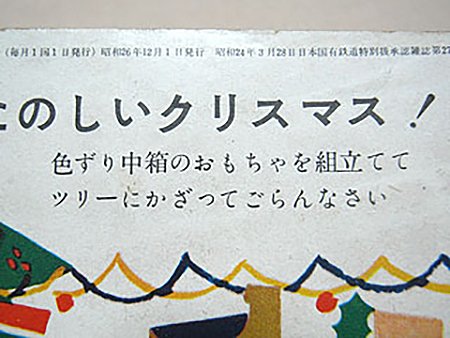 (毎月1回1日発行) 昭和26年12月1日発行 昭和24年3月28日日本国有鉄道特別扱承認雑誌第27
たのしいクリスマス!
色ずり中箱のおもちゃを組立てて
ツリーにかざってごらんなさい